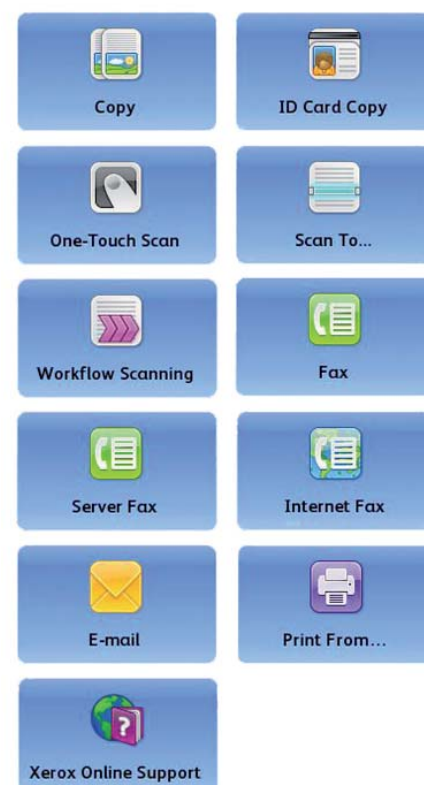 Copy
ID Card Copy
One-Touch Scan
Scan To...
Workflow Scanning
Fax
Server Fax
Internet Fax
E-mail
Print From...
?
Xerox Online Support